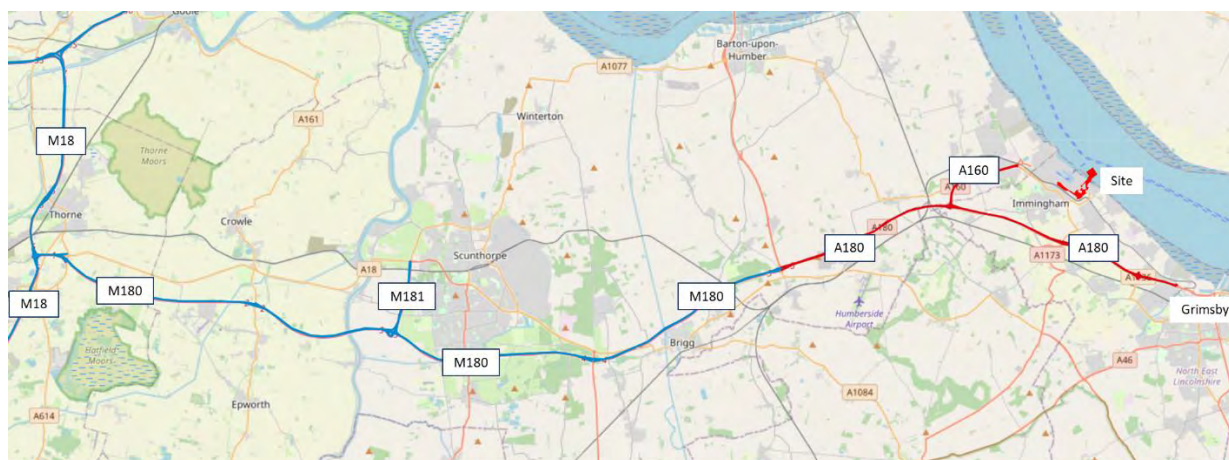 Goole
Barton-upon-
Humber
A1077
A161
Winterton
M18
Thorne
Moors
A160
A160
Site
Immingham
Thorne
Crowle
A180
A180
A180
Scunthorpe
A18
A1173
M180
M181
M180
M18
Humberside
Airport
Grimsby
Brigg
Hatfield
Moors
M180
A46
North East
Lincolnshire
A1084
Epworth
A614